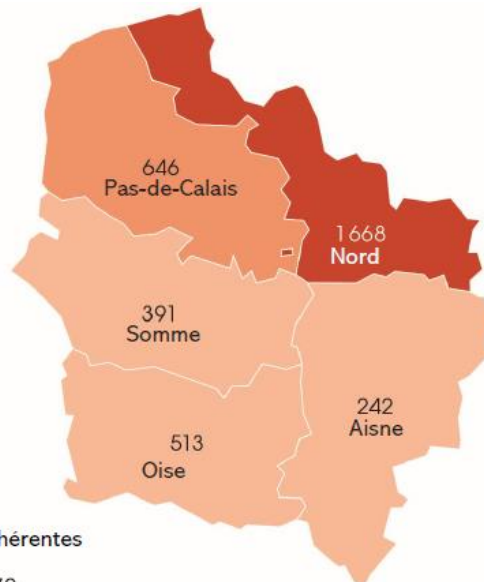 646
Pas-de-Calais
1 668
Nord
391
Somme
242
Aisne
513
Oise
hérentes